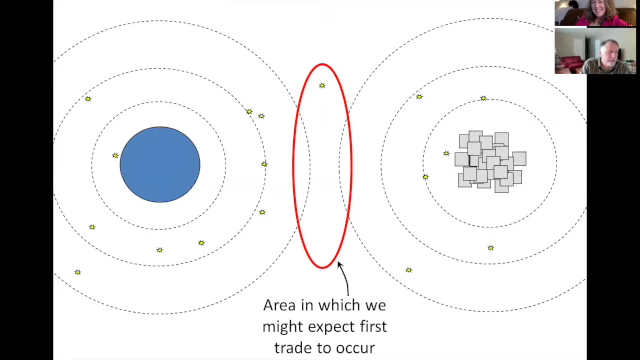 Area in which we
might expect first
trade to occur